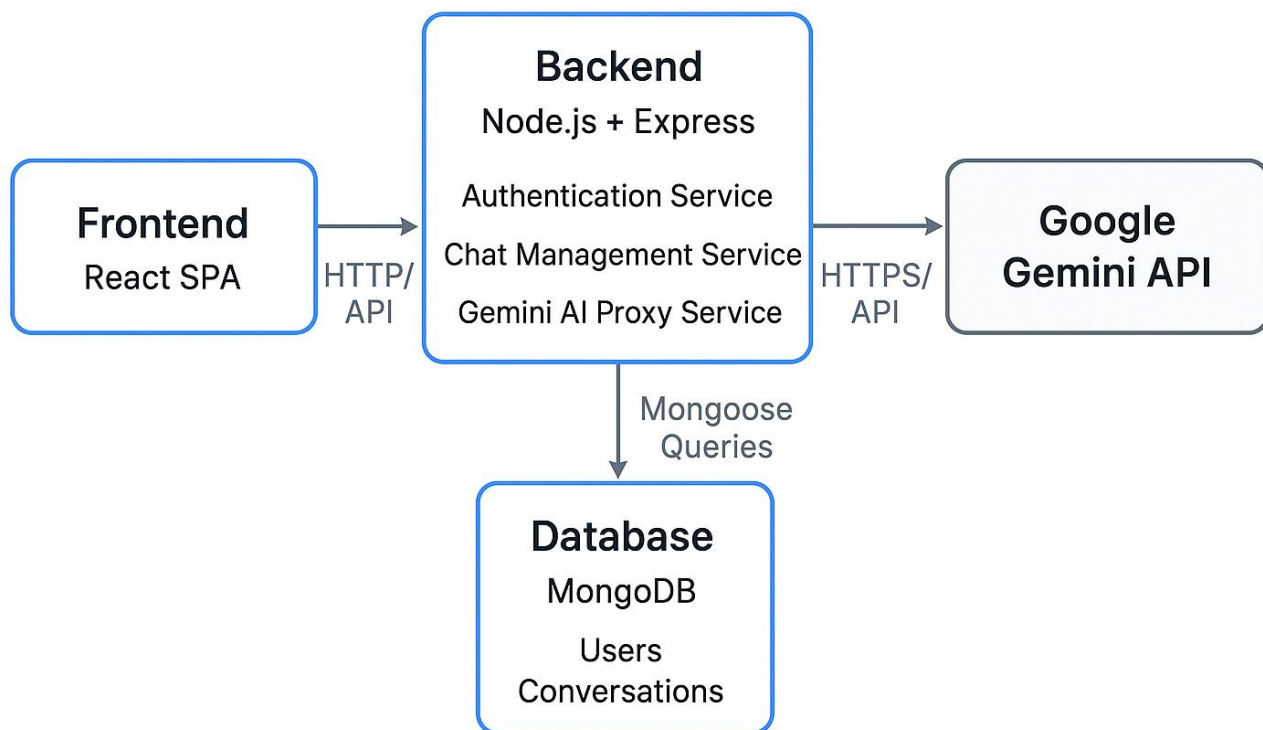 Backend
Node.js + Express
Authentication Service
Chat Management Service
Gemini AI Proxy Service
Frontend
React SPA
HTTP/
API
HTTPS/
API
Google
Gemini API
Mongoose
Queries
Database
MongoDB
Users
Conversations